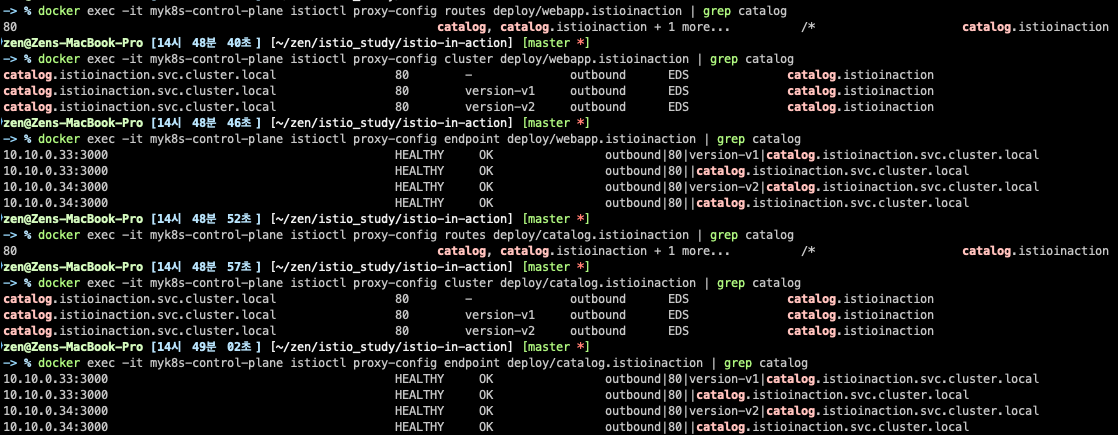 -> % docker exec -it myk8s-control-plane istioctl proxy-config routes deploy/webapp.istioinaction | grep catalog
80 catalog, catalog.istioinaction + 1 more... /* catalog.istioinaction
zen@Zens-MacBook-Pro [14시 48분 40초] [~/zen/istio_study/istio-in-action] [master *]
-> % docker exec -it myk8s-control-plane istioctl proxy-config cluster deploy/webapp.istioinaction | grep catalog
catalog.istioinaction.svc.cluster.local 80 - outbound EDS catalog.istioinaction
catalog.istioinaction.svc.cluster.local 80 version-v1 outbound EDS catalog.istioinaction
catalog.istioinaction.svc.cluster.local 80 version-v2 outbound EDS catalog.istioinaction
zen@Zens-MacBook-Pro [14시 48분 46초] [~/zen/istio_study/istio-in-action] [master *]
-> % docker exec -it myk8s-control-plane istioctl proxy-config endpoint deploy/webapp.istioinaction | grep catalog
10.10.0.33:3000 HEALTHY OK outbound|80|version-v1|catalog.istioinaction.svc.cluster.local
10.10.0.33:3000 HEALTHY OK outbound|80||catalog.istioinaction.svc.cluster.local
10.10.0.34:3000 HEALTHY OK outbound|80|version-v2|catalog.istioinaction.svc.cluster.local
10.10.0.34:3000 HEALTHY OK outbound|80||catalog.istioinaction.svc.cluster.local
zen@Zens-MacBook-Pro [14시 48분 52초] [~/zen/istio_study/istio-in-action] [master *]
-> % docker exec -it myk8s-control-plane istioctl proxy-config routes deploy/catalog.istioinaction | grep catalog
80 catalog, catalog.istioinaction + 1 more... /* catalog.istioinaction
zen@Zens-MacBook-Pro [14시 48분 57초] [~/zen/istio_study/istio-in-action] [master *]
-> % docker exec -it myk8s-control-plane istioctl proxy-config cluster deploy/catalog.istioinaction | grep catalog
catalog.istioinaction.svc.cluster.local 80 - outbound EDS catalog.istioinaction
catalog.istioinaction.svc.cluster.local 80 version-v1 outbound EDS catalog.istioinaction
catalog.istioinaction.svc.cluster.local 80 version-v2 outbound EDS catalog.istioinaction
zen@Zens-MacBook-Pro [14시 49분 02초] [~/zen/istio_study/istio-in-action] [master *]
-> % docker exec -it myk8s-control-plane istioctl proxy-config endpoint deploy/catalog.istioinaction | grep catalog
10.10.0.33:3000 HEALTHY OK outbound|80|version-v1|catalog.istioinaction.svc.cluster.local
10.10.0.33:3000 HEALTHY OK outbound|80||catalog.istioinaction.svc.cluster.local
10.10.0.34:3000 HEALTHY OK outbound|80|version-v2|catalog.istioinaction.svc.cluster.local
10.10.0.34:3000 HEALTHY OK outbound|80||catalog.istioinaction.svc.cluster.local